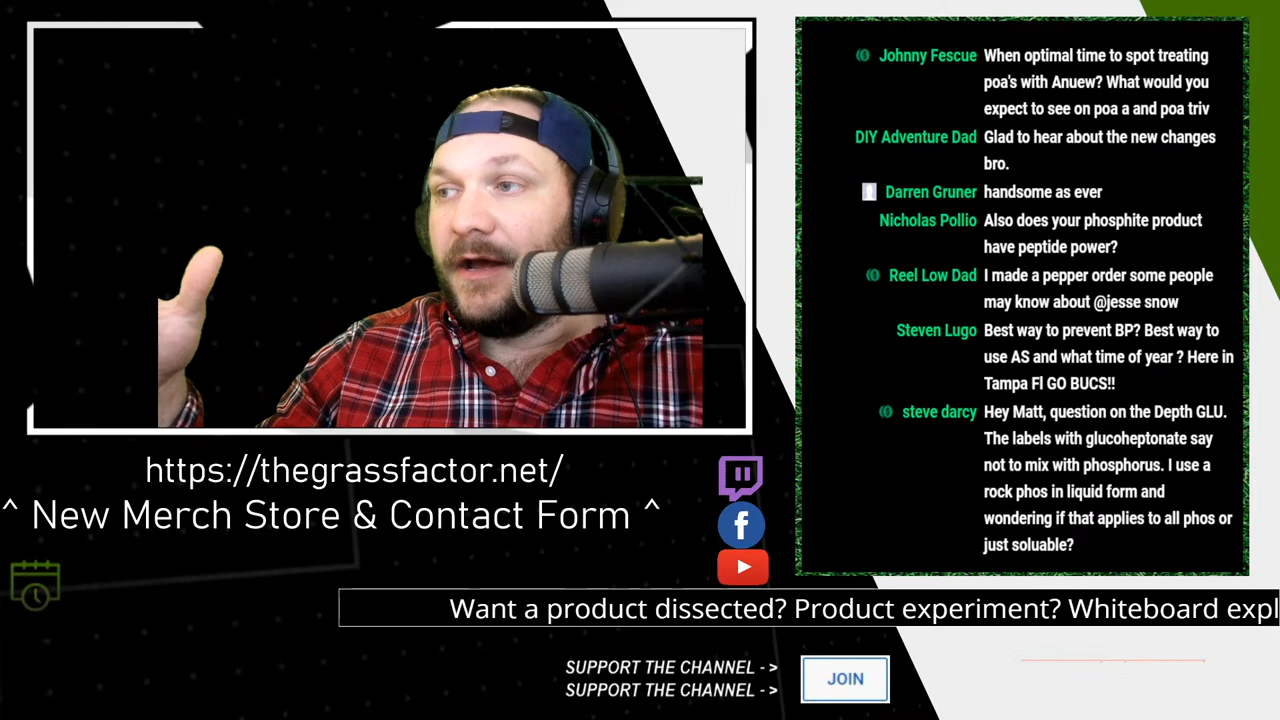 Johnny Fescue When optimal time to spot treating
poa's with Anuew? What would you
expect to see on poa a and poa triv
DIY Adventure Dad Glad to hear about the new changes
bro.
Darren Gruner handsome as ever
Nicholas Pollio Also does your phosphite product
have peptide power?
Reel Low Dad I made a pepper order some people
may know about @jesse snow
Steven Lugo Best way to prevent BP? Best way to
use AS and what time of year ? Here in
Tampa Fl GO BUCS!!
steve darcy Hey Matt, question on the Depth GLU.
The labels with glucoheptonate say
not to mix with phosphorus. I use a
rock phos in liquid form and
wondering if that applies to all phos or
just soluable?
https://thegrassfactor.net/
^ New Merch Store & Contact Form ^
Want a product dissected? Product experiment? Whiteboard expl
SUPPORT THE CHANNEL - >
SUPPORT THE CHANNEL - >
JOIN